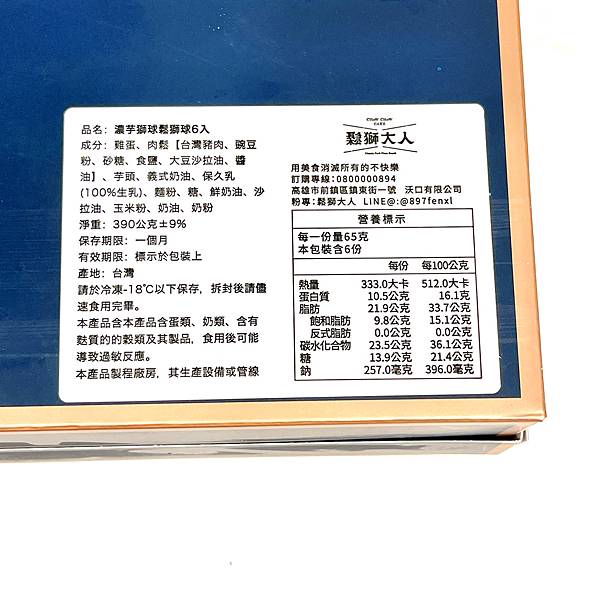 品名：濃芋獅球鬆獅球6入
成分：雞蛋、肉鬆【台灣豬肉、豌豆
粉、砂糖、食鹽、大豆沙拉油、醬
油】、芋頭、義式奶油、保久乳
(100%生乳)、麵粉、糖、鮮奶油、沙
拉油、玉米粉、奶油、奶粉
淨重：390公克±9%
保存期限：一個月
有效期限：標示於包裝上
產地：台灣
請於冷凍-18℃以下保存，拆封後請儘
速食用完畢。
本產品含本產品含蛋類、奶類、含有
麩質的的穀類及其製品，食用後可能
導致過敏反應。
本產品製程廠房，其生產設備或管線
鬆獅大人
用美食消滅所有的不快樂
訂購專線：0800000894
高雄市前鎮區鎮東街一號 沃口有限公司
粉專：鬆獅大人 LINE@:@897fenxl
營養標示
每一份量65克
本包裝含6份
每份 每100公克
熱量 333.0大卡 512.0大卡
蛋白質 10.5公克 16.1克
脂肪 21.9公克 33.7公克
飽和脂肪 9.8公克 15.1公克
反式脂肪 0.0公克 0.0公克
碳水化合物 23.5公克 36.1公克
糖 13.9公克 21.4公克
鈉 257.0毫克 396.0毫克